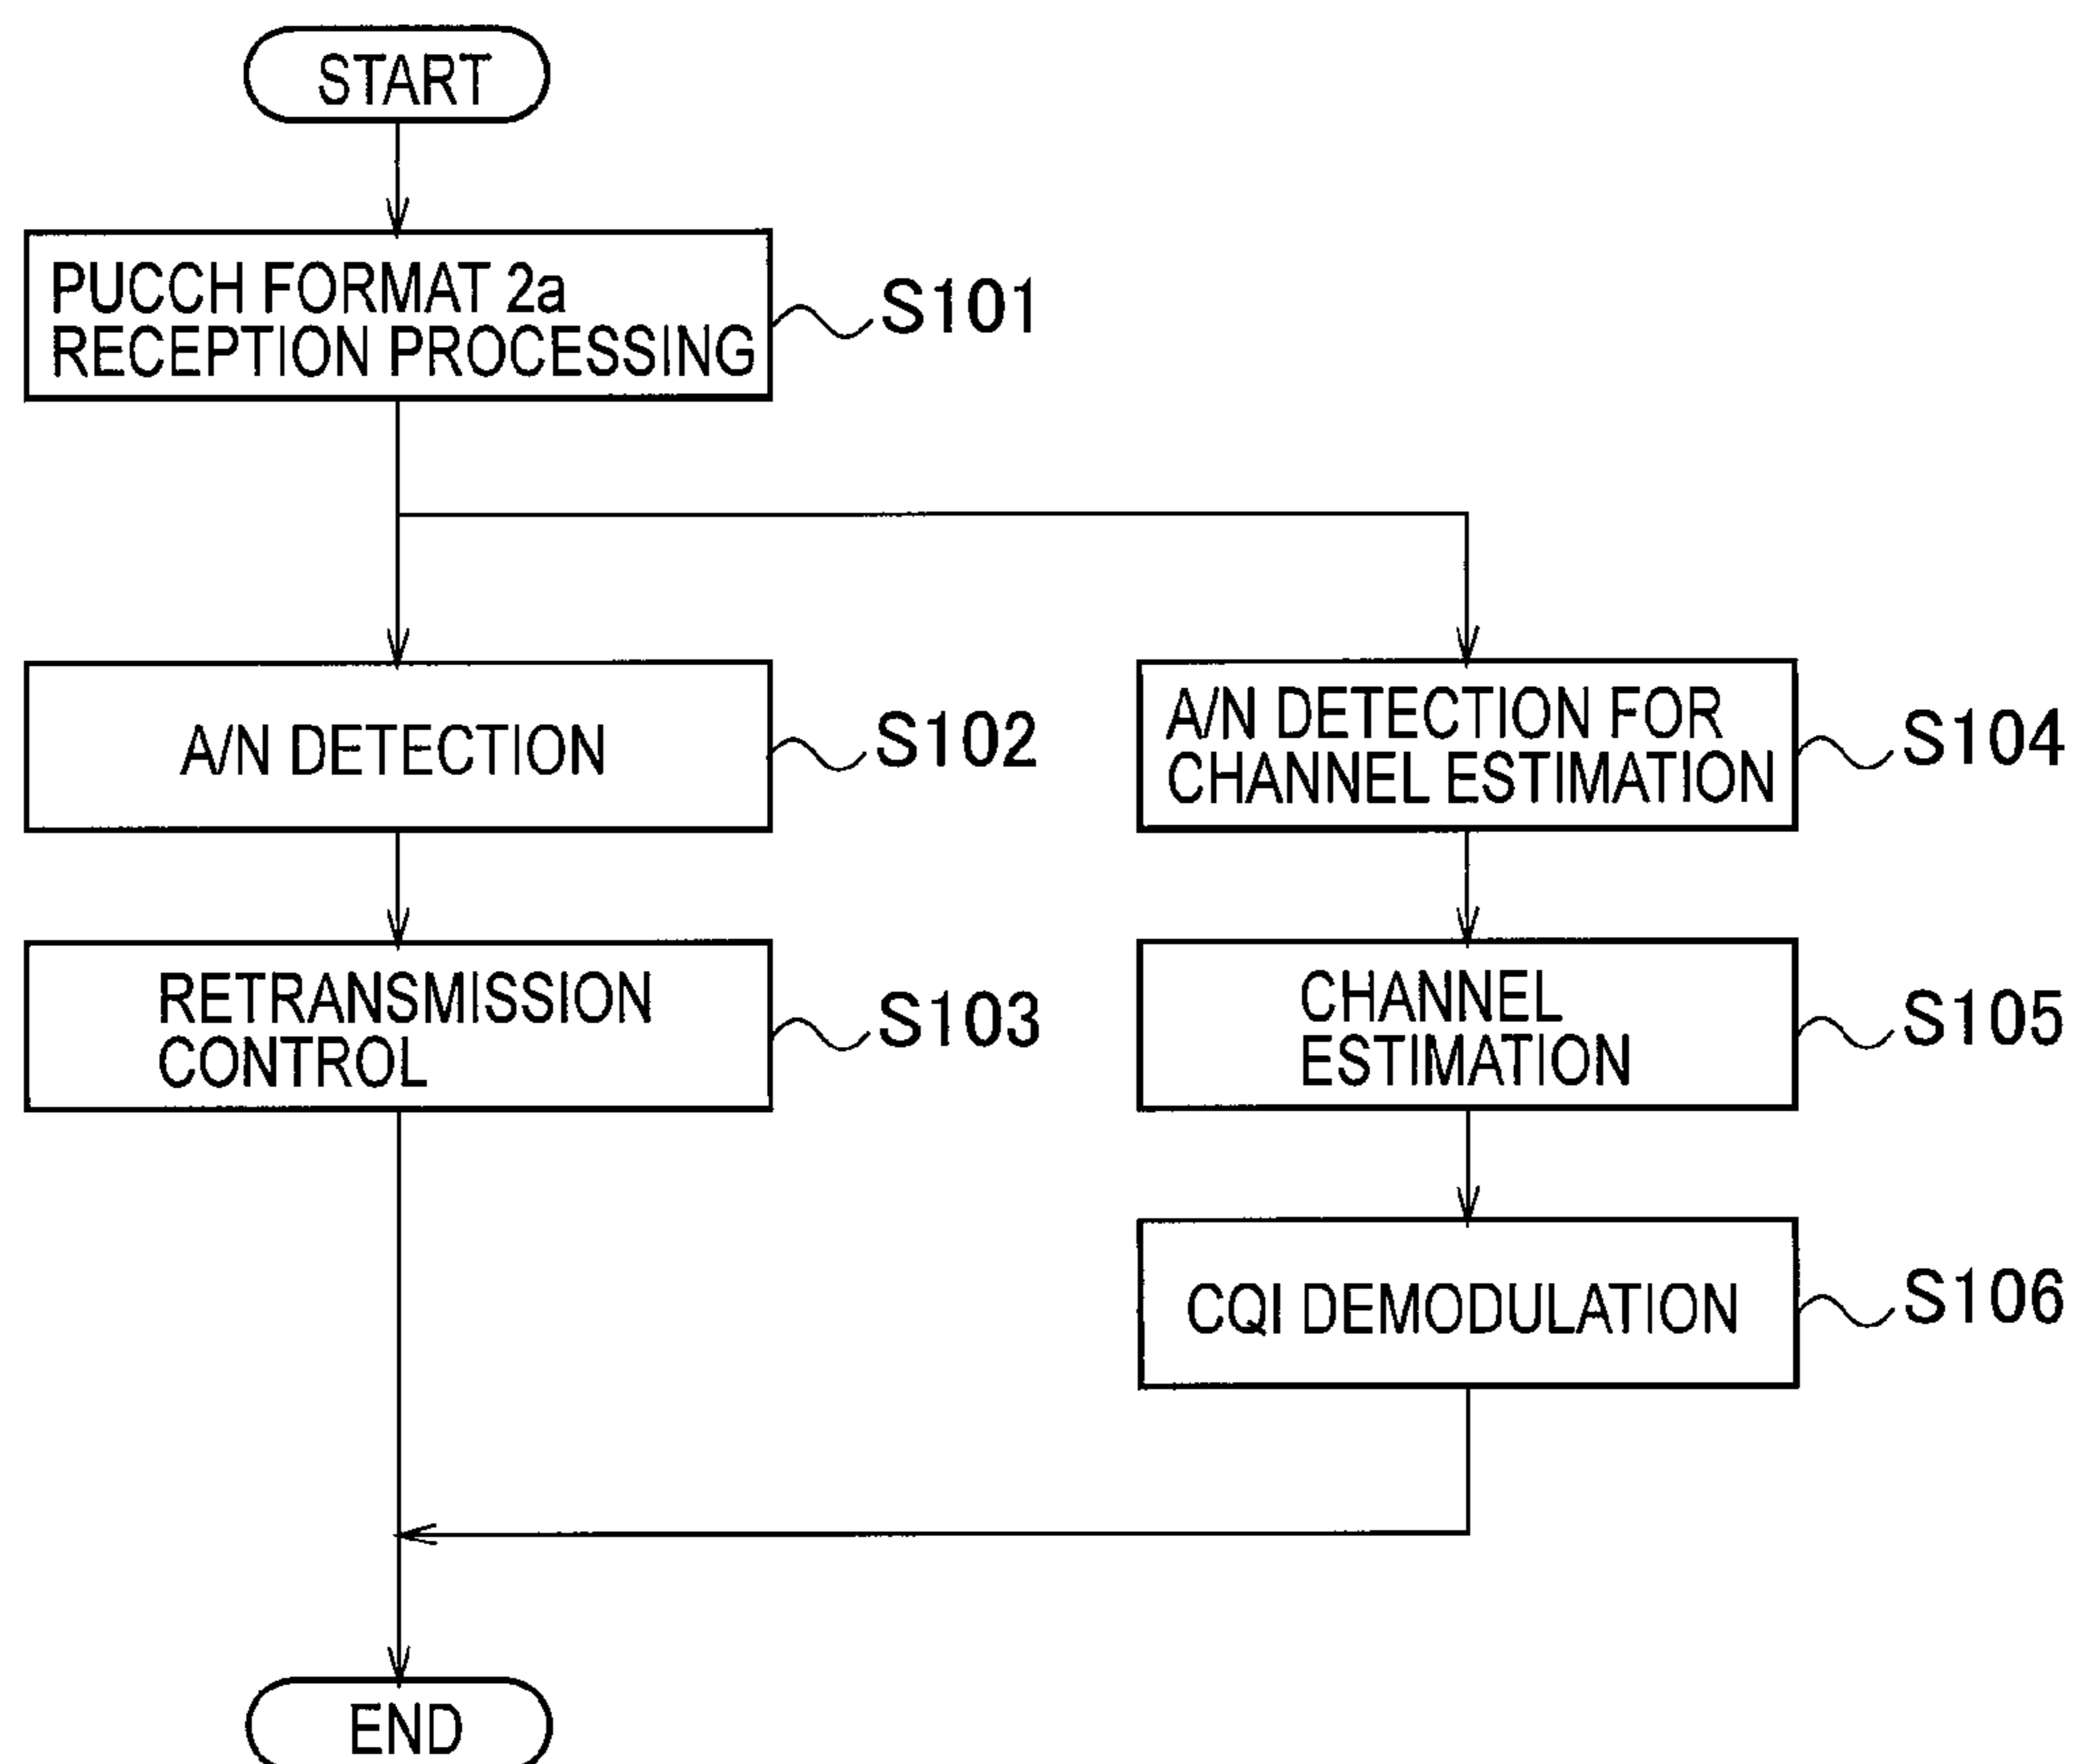 START
PUCCH FORMAT 2a
RECEPTION PROCESSING
S101
A/N DETECTION
S102
A/N DETECTION FOR
CHANNEL ESTIMATION
S104
RETRANSMISSION
CONTROL
S103
CHANNEL
ESTIMATION
S105
CQI DEMODULATION
S106
END